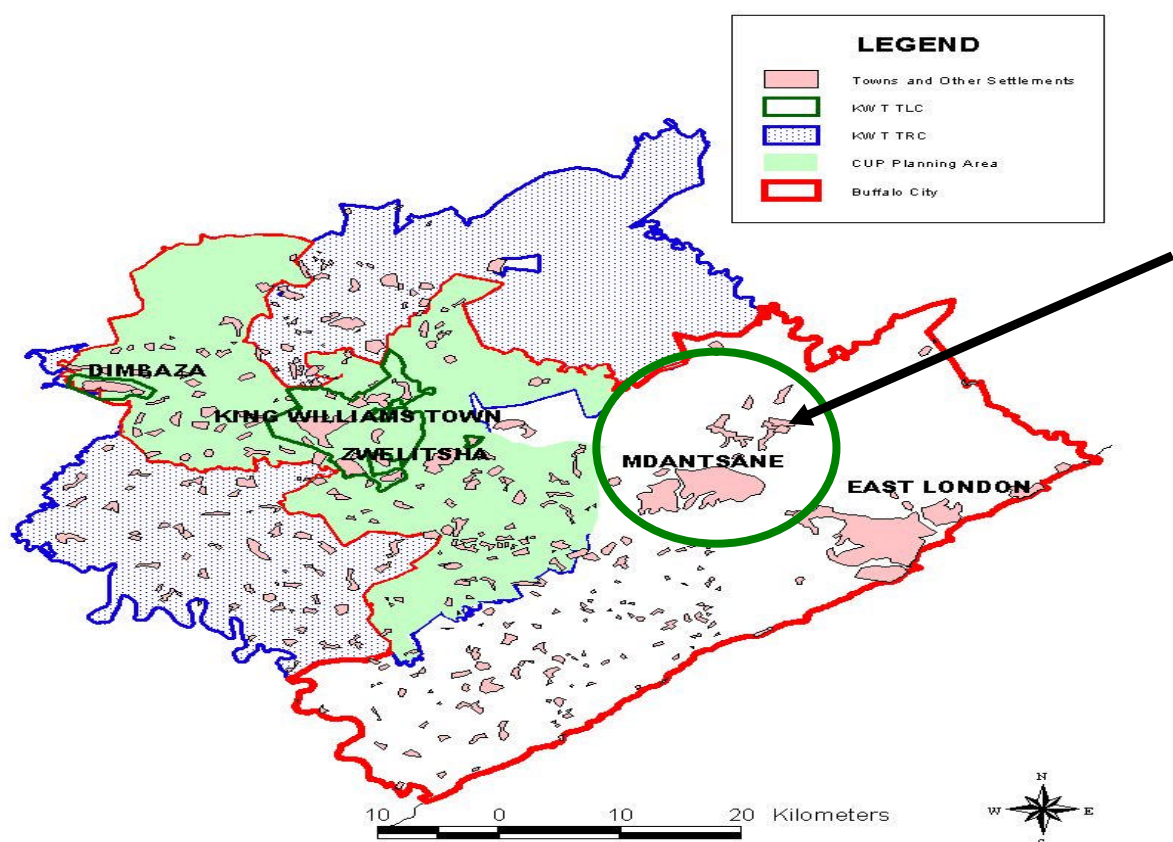 LEGEND
Towns and Other Settlements
KW T TLC
KW T TRC
CUP Planning Area
Buffalo City
DIMBAZA
KING WILLIAMS TOWN
ZWELITSHA
MDANTSANE
EAST LONDON
10 0 10 20 Kilometers
N
W E
S